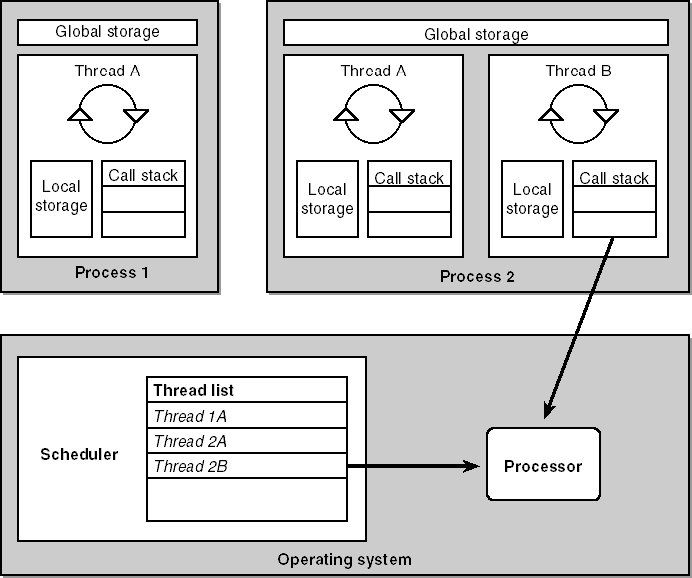 Global storage
Thread A
Local
storage
Call stack
Process 1
Global storage
Thread A
Local
storage
Call stack
Thread B
Local
storage
Call stack
Process 2
Scheduler
Thread list
Thread 1A
Thread 2A
Thread 2B
Processor
Operating system